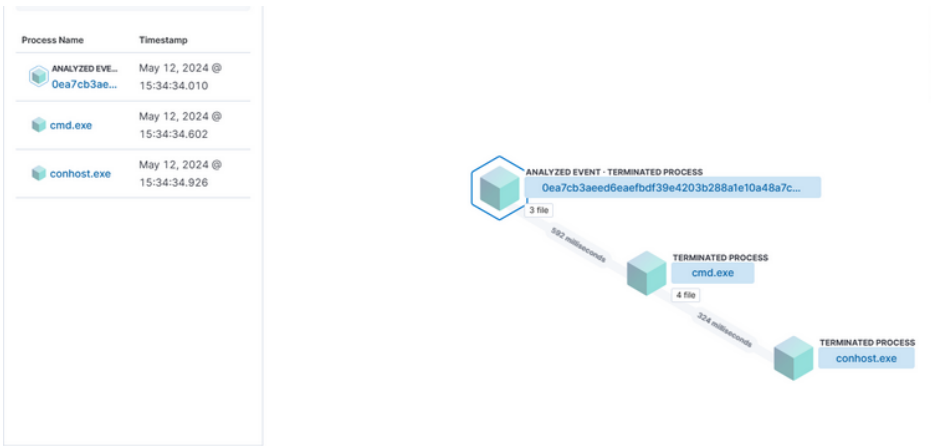 Process Name Timestamp
ANALYZED EVE... May 12, 2024 @
0ea7cb3ae... 15:34:34.010
cmd.exe May 12, 2024 @
15:34:34.602
conhost.exe May 12, 2024 @
15:34:34.926
ANALYZED EVENT · TERMINATED PROCESS
0ea7cb3aeed6eaefbdf39e4203b288a1e10a48a7c...
3 file
592 milliseconds
TERMINATED PROCESS
cmd.exe
4 file
324 milliseconds
TERMINATED PROCESS
conhost.exe